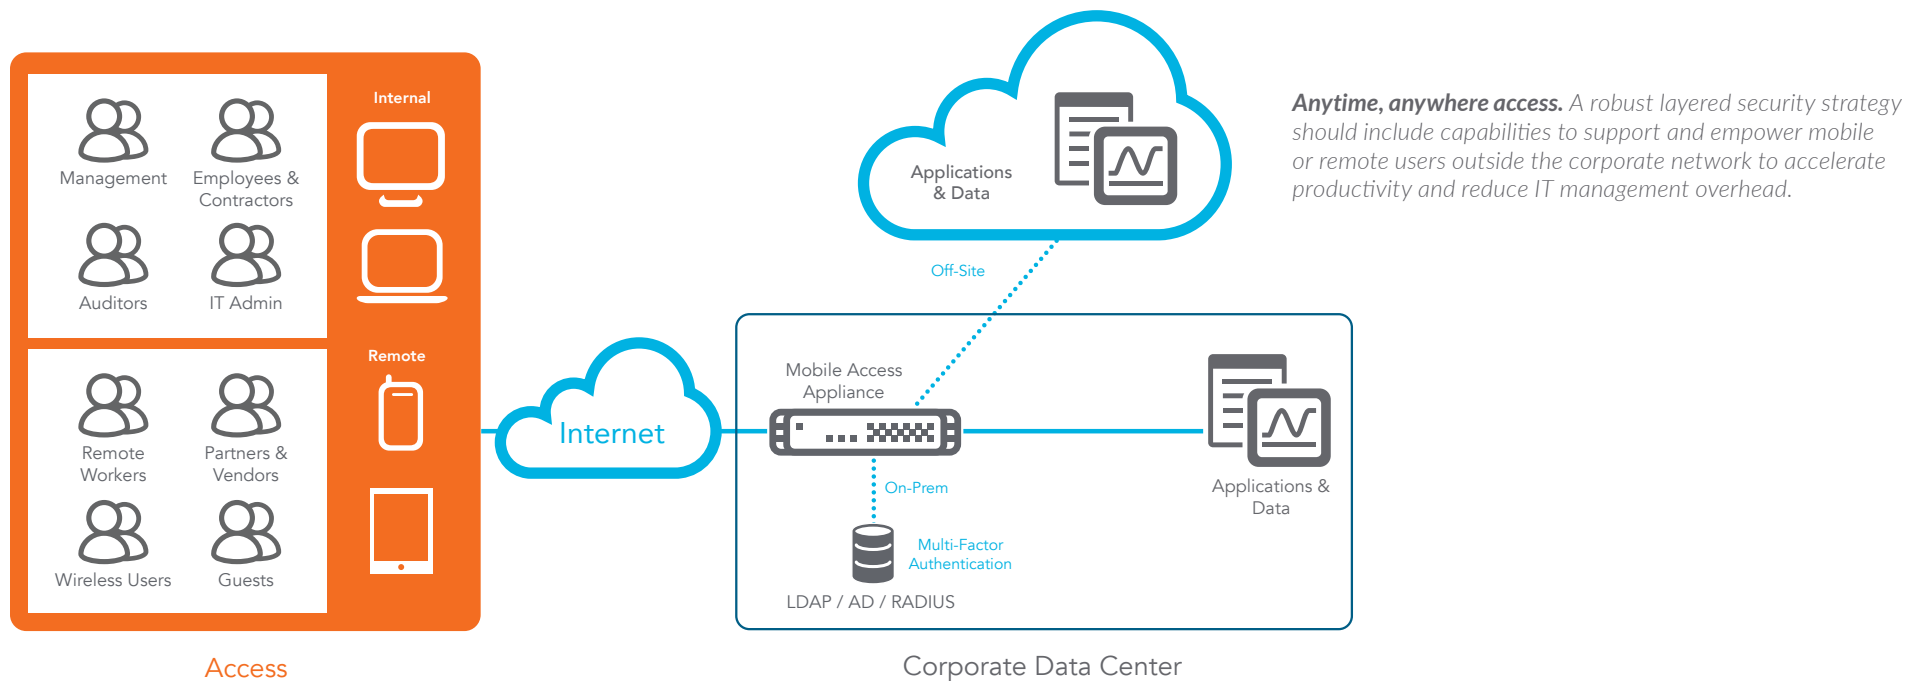 Internal
Management
Employees &
Contractors
Auditors
IT Admin
Remote
Remote
Workers
Partners &
Vendors
Wireless Users
Guests
Access
Internet
Applications
& Data
Off-Site
Mobile Access
Appliance
On-Prem
Multi-Factor
Authentication
LDAP / AD / RADIUS
Applications &
Data
Corporate Data Center
Anytime, anywhere access. A robust layered security strategy
should include capabilities to support and empower mobile
or remote users outside the corporate network to accelerate
productivity and reduce IT management overhead.